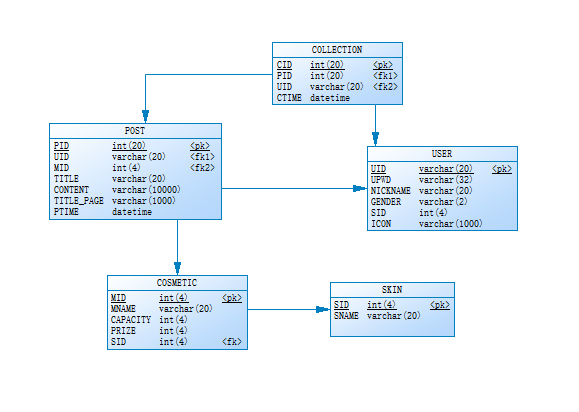 COLLECTION
CID int(20) <pk>
PID int(20) <fk1>
UID varchar(20) <fk2>
CTIME datetime
POST
PID int(20) <pk>
UID varchar(20) <fk1>
MID int(4) <fk2>
TITLE varchar(20)
CONTENT varchar(10000)
TITLE_PAGE varchar(1000)
PTIME datetime
USER
UID varchar(20) <pk>
UPWD varchar(32)
NICKNAME varchar(20)
GENDER varchar(2)
SID int(4)
ICON varchar(1000)
COSMETIC
MID int(4) <pk>
MNAME varchar(20)
CAPACITY int(4)
PRIZE int(4)
SID int(4) <fk>
SKIN
SID int(4) <pk>
SNAME varchar(20)